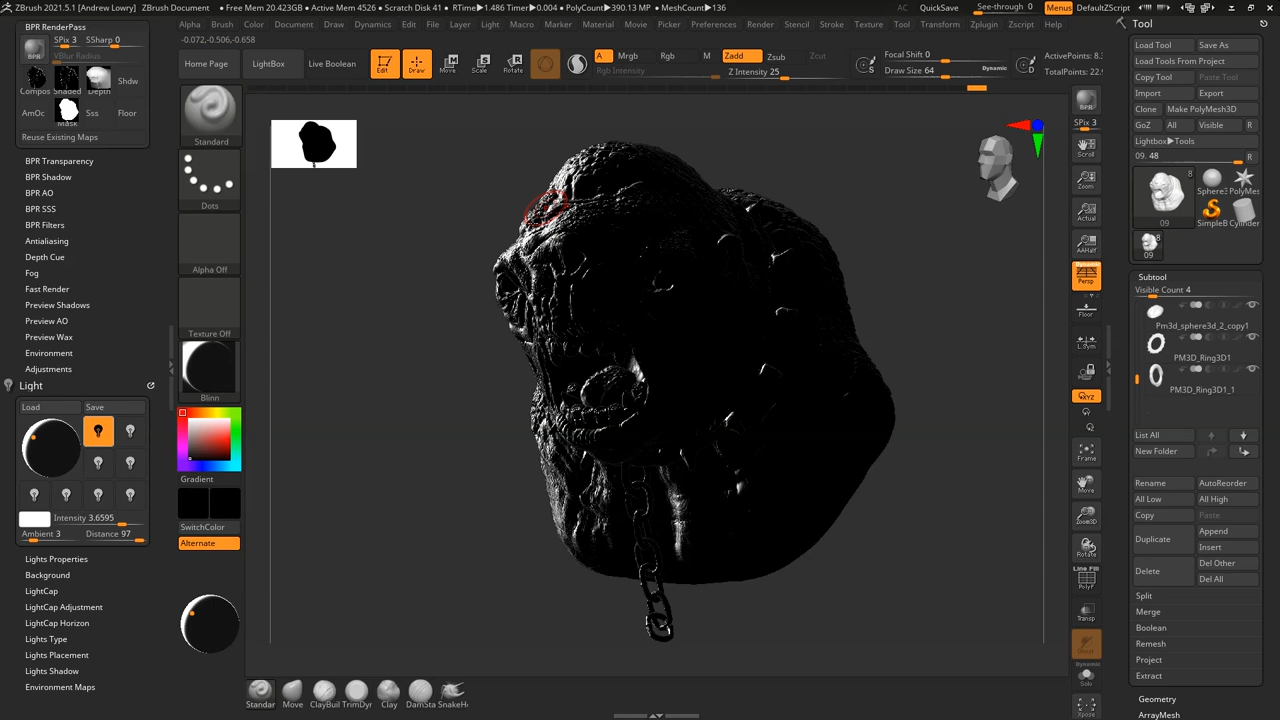 ZBrush 2021.5.1 [Andrew Lowry] ZBrush Document • Free Mem 20.423GB • Active Mem 4526 • Scratch Disk 41 • RTime▶1.486 Timer▶0.004 • PolyCount▶390.13 MP • MeshCount▶136
AC QuickSave See-through 0 Menus DefaultZScript
BPR RenderPass
Alpha Brush Color Document Draw Dynamics Edit File Layer Light Macro Marker Material Movie Picker Preferences Render Stencil Stroke Texture Tool Transform Zplugin Zscript Help
Tool
SPix 3 SSharp 0
VBlur Radius
BPR
-0.072,-0.506,-0.658
Home Page LightBox Live Boolean
Edit Draw Move Scale Rotate
A Mrgb Rgb M Zadd Zsub Zcut
Rgb Intensity Z Intensity 25
Focal Shift 0
Draw Size 64 Dynamic
S D
ActivePoints: 8.
TotalPoints: 22.
Load Tool Save As
Load Tools From Project
Copy Tool Paste Tool
Import Export
Clone Make PolyMesh3D
GoZ All Visible R
Lightbox▶Tools
09. 48 R
Compos Shaded Depth Shdw
AmOc Mask Sss Floor
Reuse Existing Maps
BPR Transparency
BPR Shadow
BPR AO
BPR SSS
BPR Filters
Antialiasing
Depth Cue
Fog
Fast Render
Preview Shadows
Preview AO
Preview Wax
Environment
Adjustments
Light
Load Save
Intensity 3.6595
Ambient 3 Distance 97
Lights Properties
Background
LightCap
LightCap Adjustment
LightCap Horizon
Lights Type
Lights Placement
Lights Shadow
Environment Maps
Standard
Dots
Alpha Off
Texture Off
Blinn
Gradient
SwitchColor
Alternate
Standar Move ClayBuil TrimDyr Clay DamSta SnakeH
BPR
SPix 3
Scroll
Zoom
Actual
AAHalf
Dynamic
Persp
Floor
L.Sym
XYZ
Frame
Move
Zoom3D
Rotate
Line Fill
PolyF
Transp
Ghost
Dynamic
Solo
Xpose
8
Sphere3 PolyMes
SimpleB Cylinder
09
8
09
Subtool
Visible Count 4
Pm3d_sphere3d_2_copy1
PM3D_Ring3D1
PM3D_Ring3D1_1
List All
New Folder
Rename AutoReorder
All Low All High
Copy Paste
Duplicate Append
Insert
Delete Del Other
Del All
Split
Merge
Boolean
Remesh
Project
Extract
Geometry
ArrayMesh